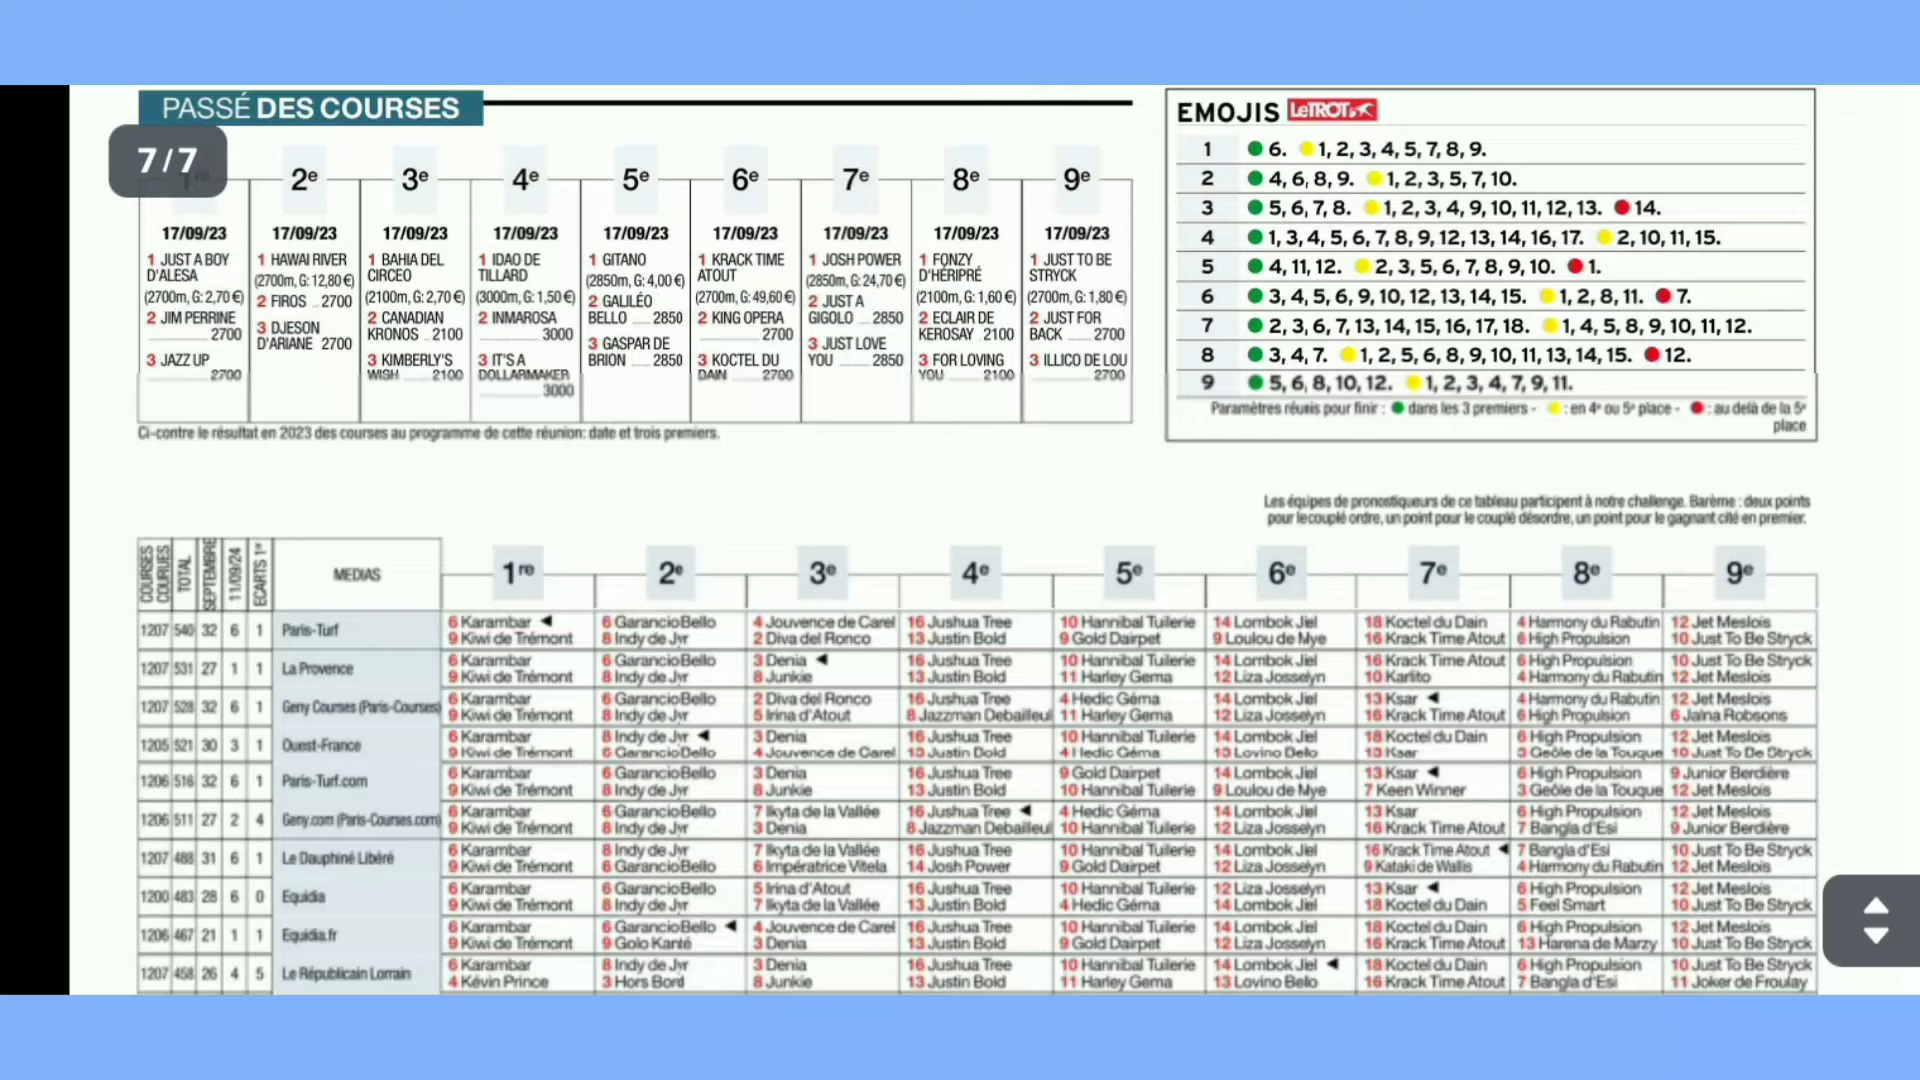 PASSÉ DES COURSES
7/7
2e 3e 4e 5e 6e 7e 8e 9e
17/09/23 17/09/23 17/09/23 17/09/23 17/09/23 17/09/23 17/09/23 17/09/23 17/09/23
1 JUST A BOY
D'ALESA
(2700m, G: 2,70 €)
2 JIM PERRINE
2700
3 JAZZ UP
2700
1 HAWAI RIVER
(2700m, G: 12,80 €)
2 FIROS 2700
3 DJESON
D'ARIANE 2700
1 BAHIA DEL
CIRCEO
(2100m, G: 2,70 €)
2 CANADIAN
KRONOS 2100
3 KIMBERLY'S
WISH 2100
1 IDAO DE
TILLARD
(3000m, G: 1,50 €)
2 INMAROSA
3000
3 IT'S A
DOLLARMAKER
3000
1 GITANO
(2850m, G: 4,00 €)
2 GALILÉO
BELLO 2850
3 GASPAR DE
BRION 2850
1 KRACK TIME
ATOUT
(2700m, G: 49,60 €)
2 KING OPERA
2700
3 KOCTEL DU
DAIN 2700
1 JOSH POWER
(2850m, G: 24,70 €)
2 JUST A
GIGOLO 2850
3 JUST LOVE
YOU 2850
1 FONZY
D'HÉRIPRÉ
(2100m, G: 1,60 €)
2 ECLAIR DE
KEROSAY 2100
3 FOR LOVING
YOU 2100
1 JUST TO BE
STRYCK
(2700m, G: 1,80 €)
2 JUST FOR
BACK 2700
3 ILLICO DE LOU
2700
Ci-contre le résultat en 2023 des courses au programme de cette réunion: date et trois premiers.
EMOJIS LETROT
1 6. 1, 2, 3, 4, 5, 7, 8, 9.
2 4, 6, 8, 9. 1, 2, 3, 5, 7, 10.
3 5, 6, 7, 8. 1, 2, 3, 4, 9, 10, 11, 12, 13. 14.
4 1, 3, 4, 5, 6, 7, 8, 9, 12, 13, 14, 16, 17. 2, 10, 11, 15.
5 4, 11, 12. 2, 3, 5, 6, 7, 8, 9, 10. 1.
6 3, 4, 5, 6, 9, 10, 12, 13, 14, 15. 1, 2, 8, 11. 7.
7 2, 3, 6, 7, 13, 14, 15, 16, 17, 18. 1, 4, 5, 8, 9, 10, 11, 12.
8 3, 4, 7. 1, 2, 5, 6, 8, 9, 10, 11, 13, 14, 15. 12.
9 5, 6, 8, 10, 12. 1, 2, 3, 4, 7, 9, 11.
Paramètres réunis pour finir : dans les 3 premiers - : en 4e ou 5e place - : au delà de la 5e
place
Les équipes de pronostiqueurs de ce tableau participent à notre challenge. Barème : deux points
pour le couplé ordre, un point pour le couplé désordre, un point pour le gagnant cité en premier.
COURSES COURUES TOTAL SEPTEMBRE 11/09/24 ECARTS 1er MEDIAS 1re 2e 3e 4e 5e 6e 7e 8e 9e
1207 540 32 6 1 Paris-Turf
6 Karambar ◄ 6 Garancio Bello 4 Jouvence de Carel 16 Jushua Tree 10 Hannibal Tuilerie 14 Lombok Jiel 18 Koctel du Dain 4 Harmony du Rabutin 12 Jet Meslois
9 Kiwi de Trémont 8 Indy de Jyr 2 Diva del Ronco 13 Justin Bold 9 Gold Dairpet 9 Loulou de Mye 16 Krack Time Atout 6 High Propulsion 10 Just To Be Stryck
1207 531 27 1 1 La Provence
6 Karambar 6 Garancio Bello 3 Denia ◄ 16 Jushua Tree 10 Hannibal Tuilerie 14 Lombok Jiel 16 Krack Time Atout 6 High Propulsion 10 Just To Be Stryck
9 Kiwi de Trémont 8 Indy de Jyr 8 Junkie 13 Justin Bold 11 Harley Gema 12 Liza Josselyn 10 Karlito 4 Harmony du Rabutin 12 Jet Meslois
1207 528 32 6 1 Geny Courses (Paris-Courses)
6 Karambar 6 Garancio Bello 2 Diva del Ronco 16 Jushua Tree 4 Hedic Géma 14 Lombok Jiel 13 Ksar ◄ 4 Harmony du Rabutin 12 Jet Meslois
9 Kiwi de Trémont 8 Indy de Jyr 5 Irina d'Atout 8 Jazzman Debailleul 11 Harley Gema 12 Liza Josselyn 16 Krack Time Atout 6 High Propulsion 6 Jaina Robsons
1205 521 30 3 1 Ouest-France
6 Karambar 8 Indy de Jyr ◄ 3 Denia 16 Jushua Tree 10 Hannibal Tuilerie 14 Lombok Jiel 18 Koctel du Dain 6 High Propulsion 12 Jet Meslois
9 Kiwi de Trémont 6 Garancio Bello 4 Jouvence de Carel 13 Justin Bold 4 Hedic Géma 13 Lovino Bello 13 Ksar 3 Geôle de la Touque 10 Just To Be Stryck
1206 516 32 6 1 Paris-Turf.com
6 Karambar 6 Garancio Bello 3 Denia 16 Jushua Tree 9 Gold Dairpet 14 Lombok Jiel 13 Ksar ◄ 6 High Propulsion 9 Junior Berdière
9 Kiwi de Trémont 8 Indy de Jyr 8 Junkie 13 Justin Bold 10 Hannibal Tuilerie 9 Loulou de Mye 7 Keen Winner 3 Geôle de la Touque 12 Jet Meslois
1206 511 27 2 4 Geny.com (Paris-Courses.com)
6 Karambar 6 Garancio Bello 7 Ikyta de la Vallée 16 Jushua Tree ◄ 4 Hedic Géma 14 Lombok Jiel 13 Ksar 6 High Propulsion 12 Jet Meslois
9 Kiwi de Trémont 8 Indy de Jyr 3 Denia 8 Jazzman Debailleul 10 Hannibal Tuilerie 12 Liza Josselyn 16 Krack Time Atout 7 Bangla d'Esi 9 Junior Berdière
1207 488 31 6 1 Le Dauphiné Libéré
6 Karambar 8 Indy de Jyr 7 Ikyta de la Vallée 16 Jushua Tree 10 Hannibal Tuilerie 14 Lombok Jiel 16 Krack Time Atout ◄ 7 Bangla d'Esi 10 Just To Be Stryck
9 Kiwi de Trémont 6 Garancio Bello 6 Impératrice Vitela 14 Josh Power 9 Gold Dairpet 12 Liza Josselyn 9 Kataki de Wallis 4 Harmony du Rabutin 12 Jet Meslois
1200 483 28 6 0 Equidia
6 Karambar 6 Garancio Bello 5 Irina d'Atout 16 Jushua Tree 10 Hannibal Tuilerie 12 Liza Josselyn 13 Ksar ◄ 6 High Propulsion 12 Jet Meslois
9 Kiwi de Trémont 8 Indy de Jyr 7 Ikyta de la Vallée 13 Justin Bold 4 Hedic Géma 14 Lombok Jiel 18 Koctel du Dain 5 Feel Smart 10 Just To Be Stryck
1206 467 21 1 1 Equidia.fr
6 Karambar 6 Garancio Bello ◄ 4 Jouvence de Carel 16 Jushua Tree 10 Hannibal Tuilerie 14 Lombok Jiel 18 Koctel du Dain 6 High Propulsion 12 Jet Meslois
9 Kiwi de Trémont 9 Golo Kanté 3 Denia 13 Justin Bold 9 Gold Dairpet 12 Liza Josselyn 16 Krack Time Atout 13 Harena de Marzy 10 Just To Be Stryck
1207 458 26 4 5 Le Républicain Lorrain
6 Karambar 8 Indy de Jyr 3 Denia 16 Jushua Tree 10 Hannibal Tuilerie 14 Lombok Jiel ◄ 18 Koctel du Dain 6 High Propulsion 10 Just To Be Stryck
4 Kévin Prince 3 Hors Bord 8 Junkie 13 Justin Bold 11 Harley Gema 13 Lovino Bello 16 Krack Time Atout 7 Bangla d'Esi 11 Joker de Froulay